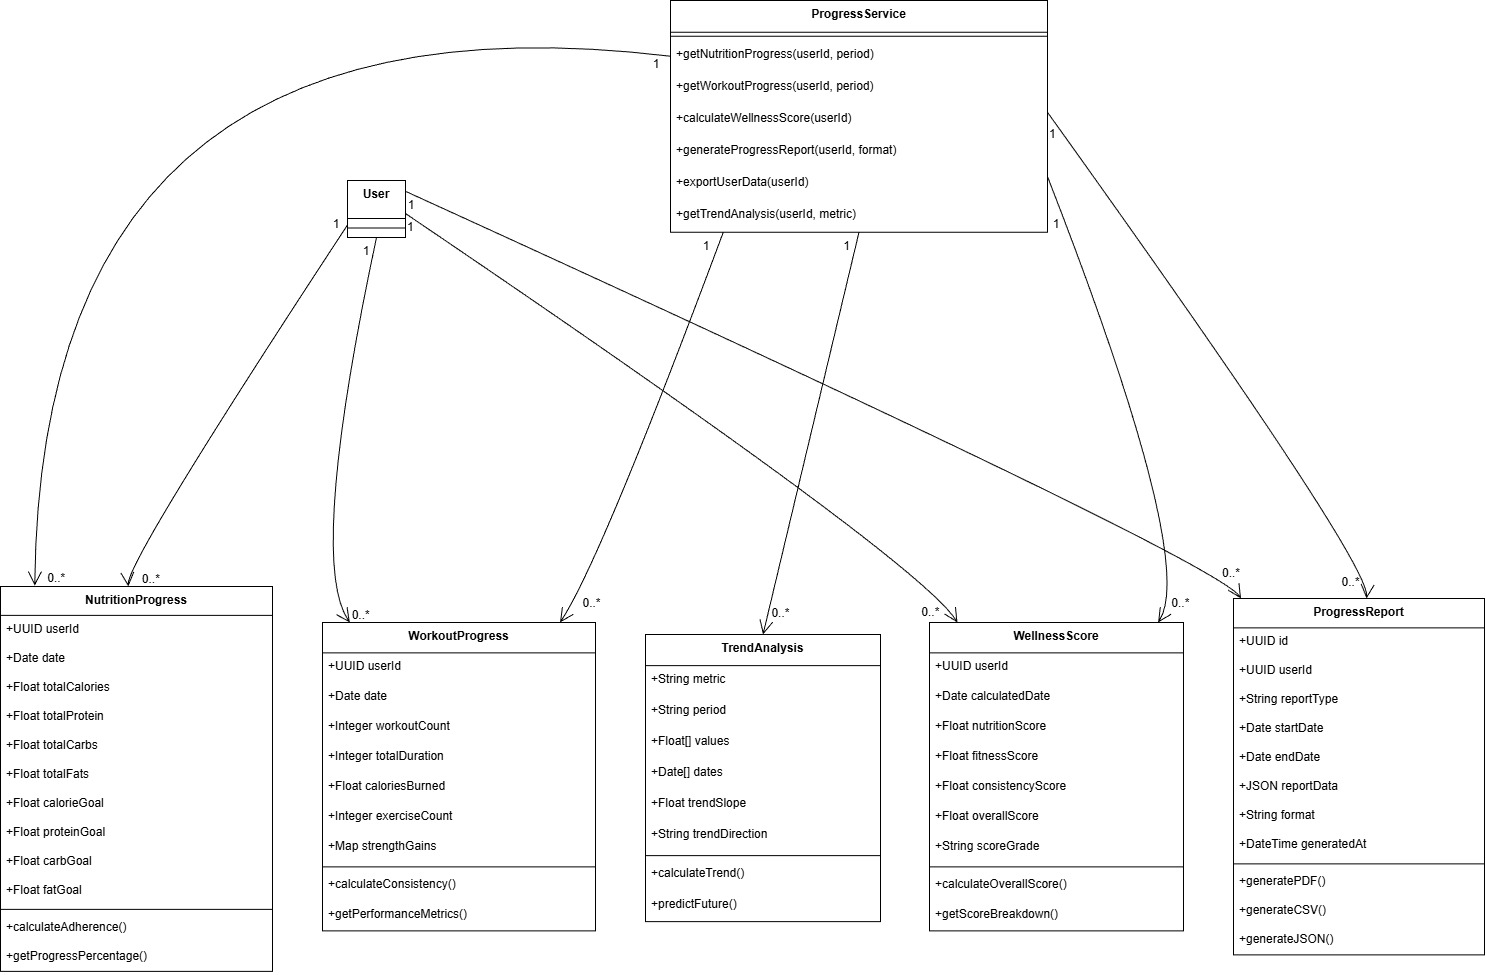 ProgressService
+getNutritionProgress(userId, period)
+getWorkoutProgress(userId, period)
+calculateWellnessScore(userId)
+generateProgressReport(userId, format)
+exportUserData(userId)
+getTrendAnalysis(userId, metric)
1
1
1
1
1
User
1
1
1
1
0..*
0..*
0..*
0..*
0..*
0..*
0..*
0..*
0..*
NutritionProgress
+UUID userId
+Date date
+Float totalCalories
+Float totalProtein
+Float totalCarbs
+Float totalFats
+Float calorieGoal
+Float proteinGoal
+Float carbGoal
+Float fatGoal
+calculateAdherence()
+getProgressPercentage()
WorkoutProgress
+UUID userId
+Date date
+Integer workoutCount
+Integer totalDuration
+Float caloriesBurned
+Integer exerciseCount
+Map strengthGains
+calculateConsistency()
+getPerformanceMetrics()
TrendAnalysis
+String metric
+String period
+Float[] values
+Date[] dates
+Float trendSlope
+String trendDirection
+calculateTrend()
+predictFuture()
WellnessScore
+UUID userId
+Date calculatedDate
+Float nutritionScore
+Float fitnessScore
+Float consistencyScore
+Float overallScore
+String scoreGrade
+calculateOverallScore()
+getScoreBreakdown()
ProgressReport
+UUID id
+UUID userId
+String reportType
+Date startDate
+Date endDate
+JSON reportData
+String format
+DateTime generatedAt
+generatePDF()
+generateCSV()
+generateJSON()